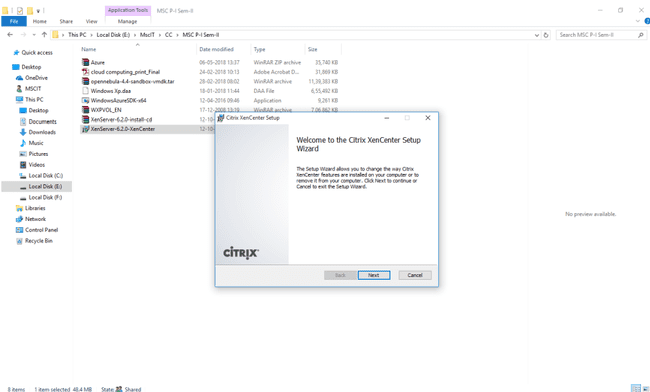 Application Tools
MSC P-I Sem-II
File Home Share View Manage
This PC > Local Disk (E:) > MscIT > CC > MSC P-I Sem-II
Search MSC P-I Sem-II
Name Date modified Type Size
Quick access
OneDrive
MSCIT
This PC
Desktop
Documents
Downloads
Music
Pictures
Videos
Local Disk (C:)
Local Disk (E:)
Local Disk (F:)
Libraries
Network
Control Panel
Recycle Bin
Desktop
Azure 06-05-2018 13:37 WinRAR ZIP archive 35,740 KB
cloud computing_print_Final 24-02-2018 10:13 Adobe Acrobat D... 31,669 KB
opennebula-4.4-sandbox-vmdk.tar 28-02-2018 08:02 WinRAR archive 11,39,383 KB
Windows Xp.daa 11-01-2018 11:44 DAA File 6,55,492 KB
WindowsAzureSDK-x64 12-04-2016 09:46 Application 9,261 KB
WXPVOL_EN 17-12-2008 13:19 WinRAR archive 7,06,862 KB
XenServer-6.2.0-install-cd 12-10-
XenServer-6.2.0-XenCenter 12-10-
Citrix XenCenter Setup
Welcome to the Citrix XenCenter Setup
Wizard
The Setup Wizard allows you to change the way Citrix
XenCenter features are installed on your computer or to
remove it from your computer. Click Next to continue or
Cancel to exit the Setup Wizard.
CITRIX
Back Next Cancel
No preview available.
8 items 1 item selected 48.4 MB State: Shared